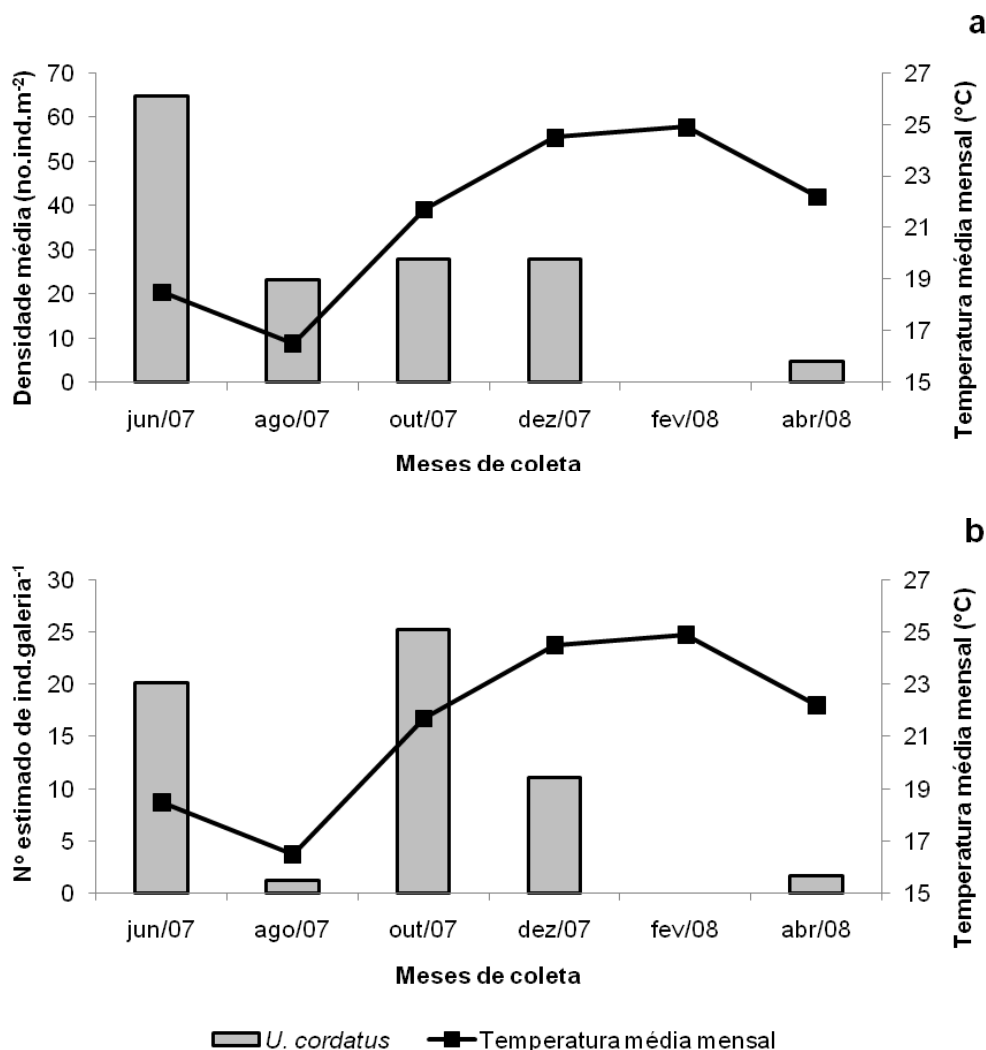 a
Densidade média (no.ind.m⁻²)
70
60
50
40
30
20
10
0
27
25
23
21
19
17
15
Temperatura média mensal (°C)
jun/07 ago/07 out/07 dez/07 fev/08 abr/08
Meses de coleta
b
Nº estimado de ind.galeria⁻¹
30
25
20
15
10
5
0
27
25
23
21
19
17
15
Temperatura média mensal (°C)
jun/07 ago/07 out/07 dez/07 fev/08 abr/08
Meses de coleta
U. cordatus Temperatura média mensal